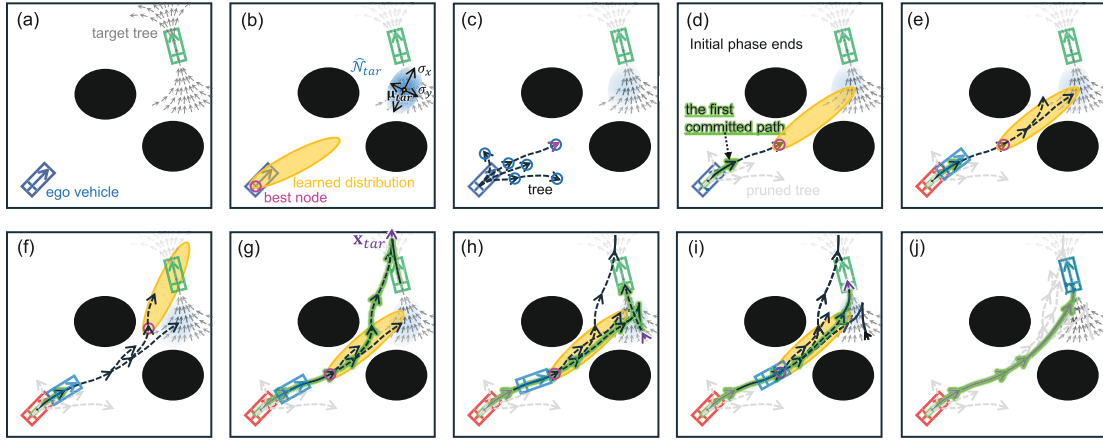 (a)
target tree
ego vehicle
(b)
N̂tar
σx
μtar
σy
learned distribution
best node
(c)
tree
(d)
Initial phase ends
the first
committed path
pruned tree
(e)
(f)
(g)
xtar
(h)
(i)
(j)